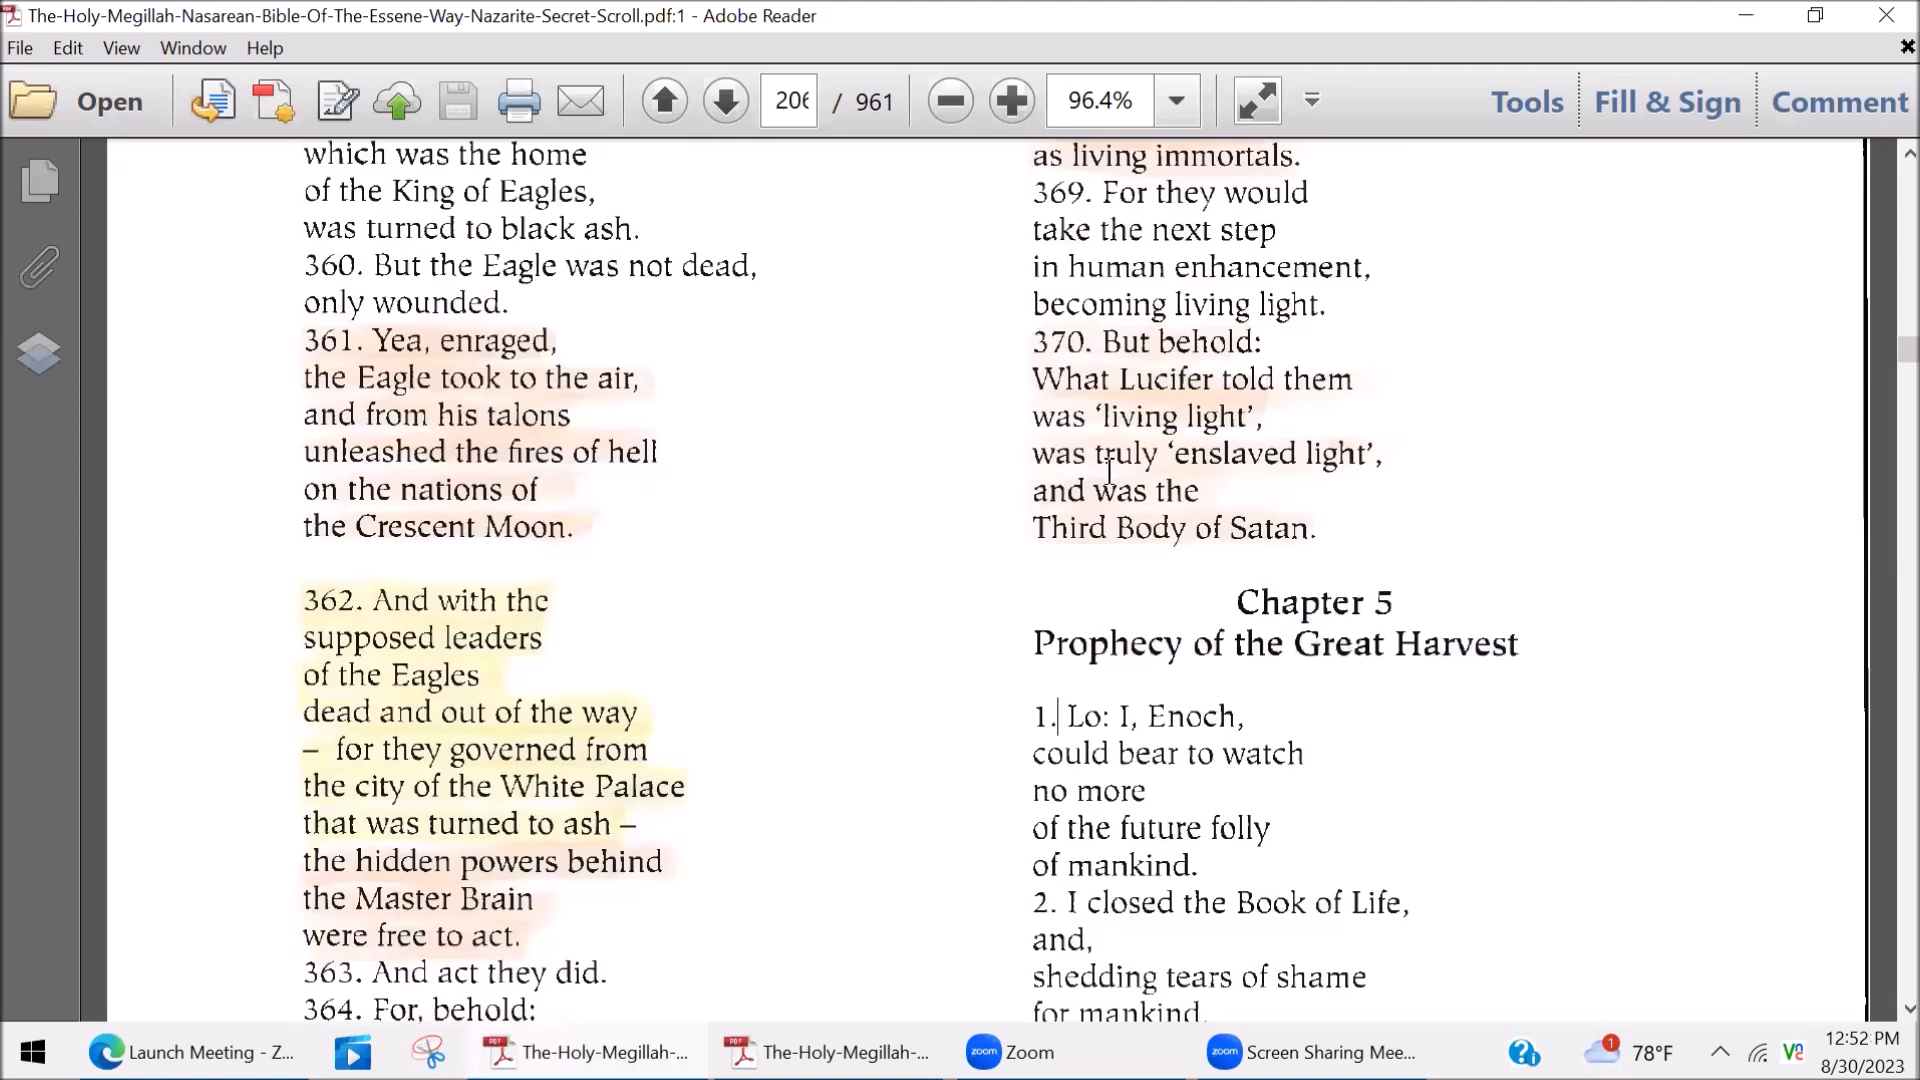 The-Holy-Megillah-Nasarean-Bible-Of-The-Essene-Way-Nazarite-Secret-Scroll.pdf:1 - Adobe Reader
File Edit View Window Help
Open 206 / 961 96.4% Tools Fill & Sign Comment
which was the home
of the King of Eagles,
was turned to black ash.
360. But the Eagle was not dead,
only wounded.
361. Yea, enraged,
the Eagle took to the air,
and from his talons
unleashed the fires of hell
on the nations of
the Crescent Moon.
362. And with the
supposed leaders
of the Eagles
dead and out of the way
– for they governed from
the city of the White Palace
that was turned to ash –
the hidden powers behind
the Master Brain
were free to act.
363. And act they did.
364. For, behold:
as living immortals.
369. For they would
take the next step
in human enhancement,
becoming living light.
370. But behold:
What Lucifer told them
was ‘living light’,
was truly ‘enslaved light’,
and was the
Third Body of Satan.
Chapter 5
Prophecy of the Great Harvest
1. Lo: I, Enoch,
could bear to watch
no more
of the future folly
of mankind.
2. I closed the Book of Life,
and,
shedding tears of shame
for mankind,
Launch Meeting - Z... The-Holy-Megillah-... The-Holy-Megillah-... Zoom Screen Sharing Mee... 1 78°F 12:52 PM
8/30/2023